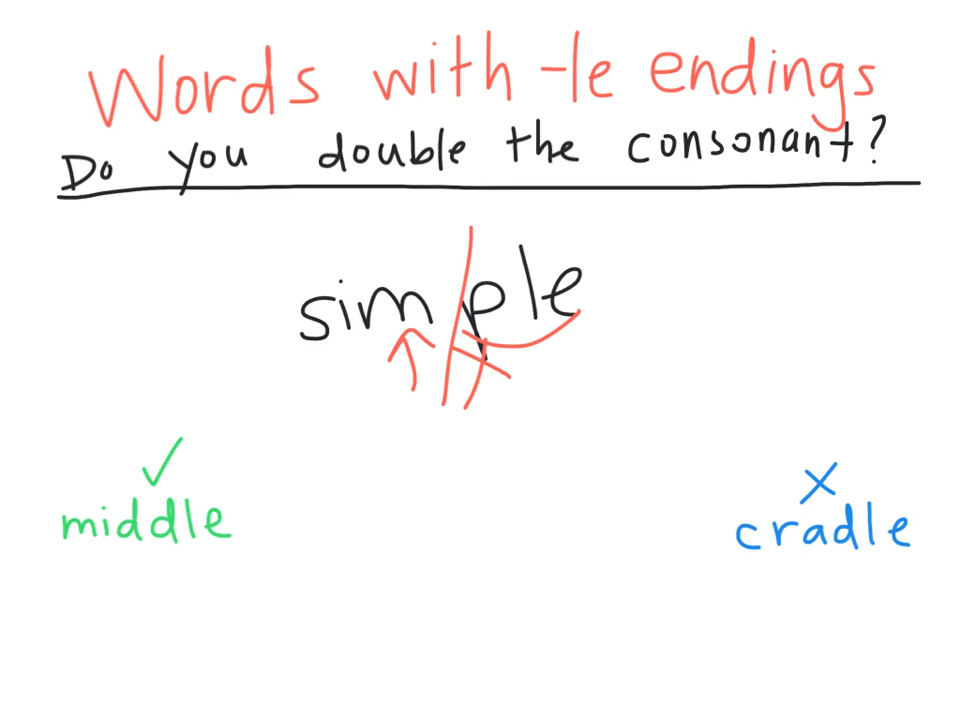 Words with -le endings
Do you double the consonant?
simple
middle
cradle